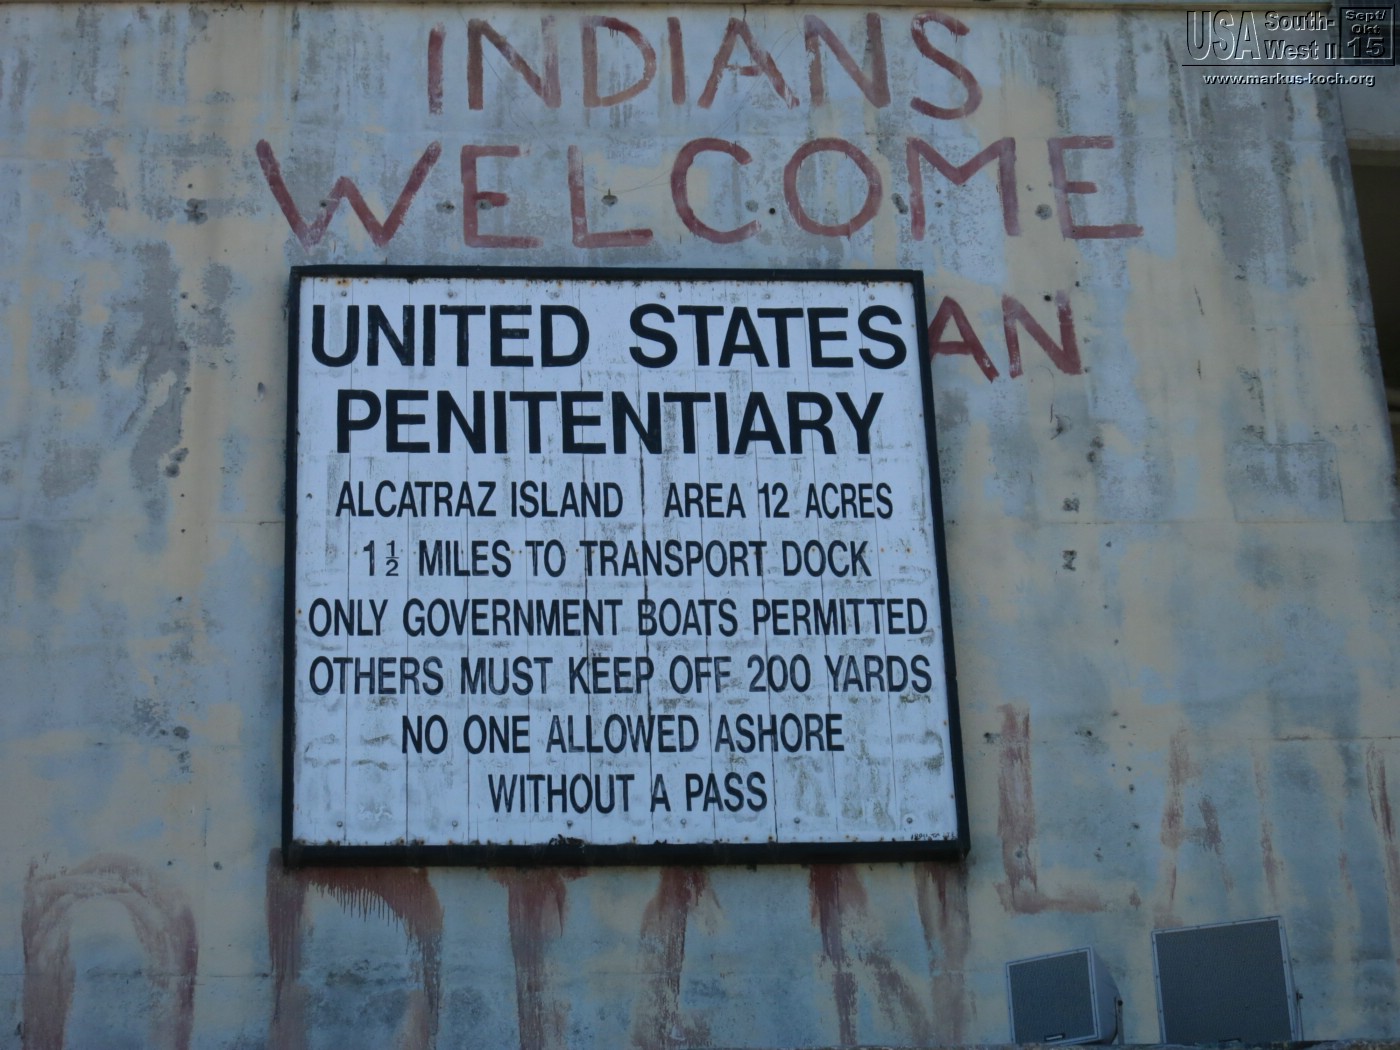 USA South-West II Sept/Okt 15
www.markus-koch.org
INDIANS
WELCOME
AN
UNITED STATES
PENITENTIARY
ALCATRAZ ISLAND AREA 12 ACRES
1½ MILES TO TRANSPORT DOCK
ONLY GOVERNMENT BOATS PERMITTED
OTHERS MUST KEEP OFF 200 YARDS
NO ONE ALLOWED ASHORE
WITHOUT A PASS